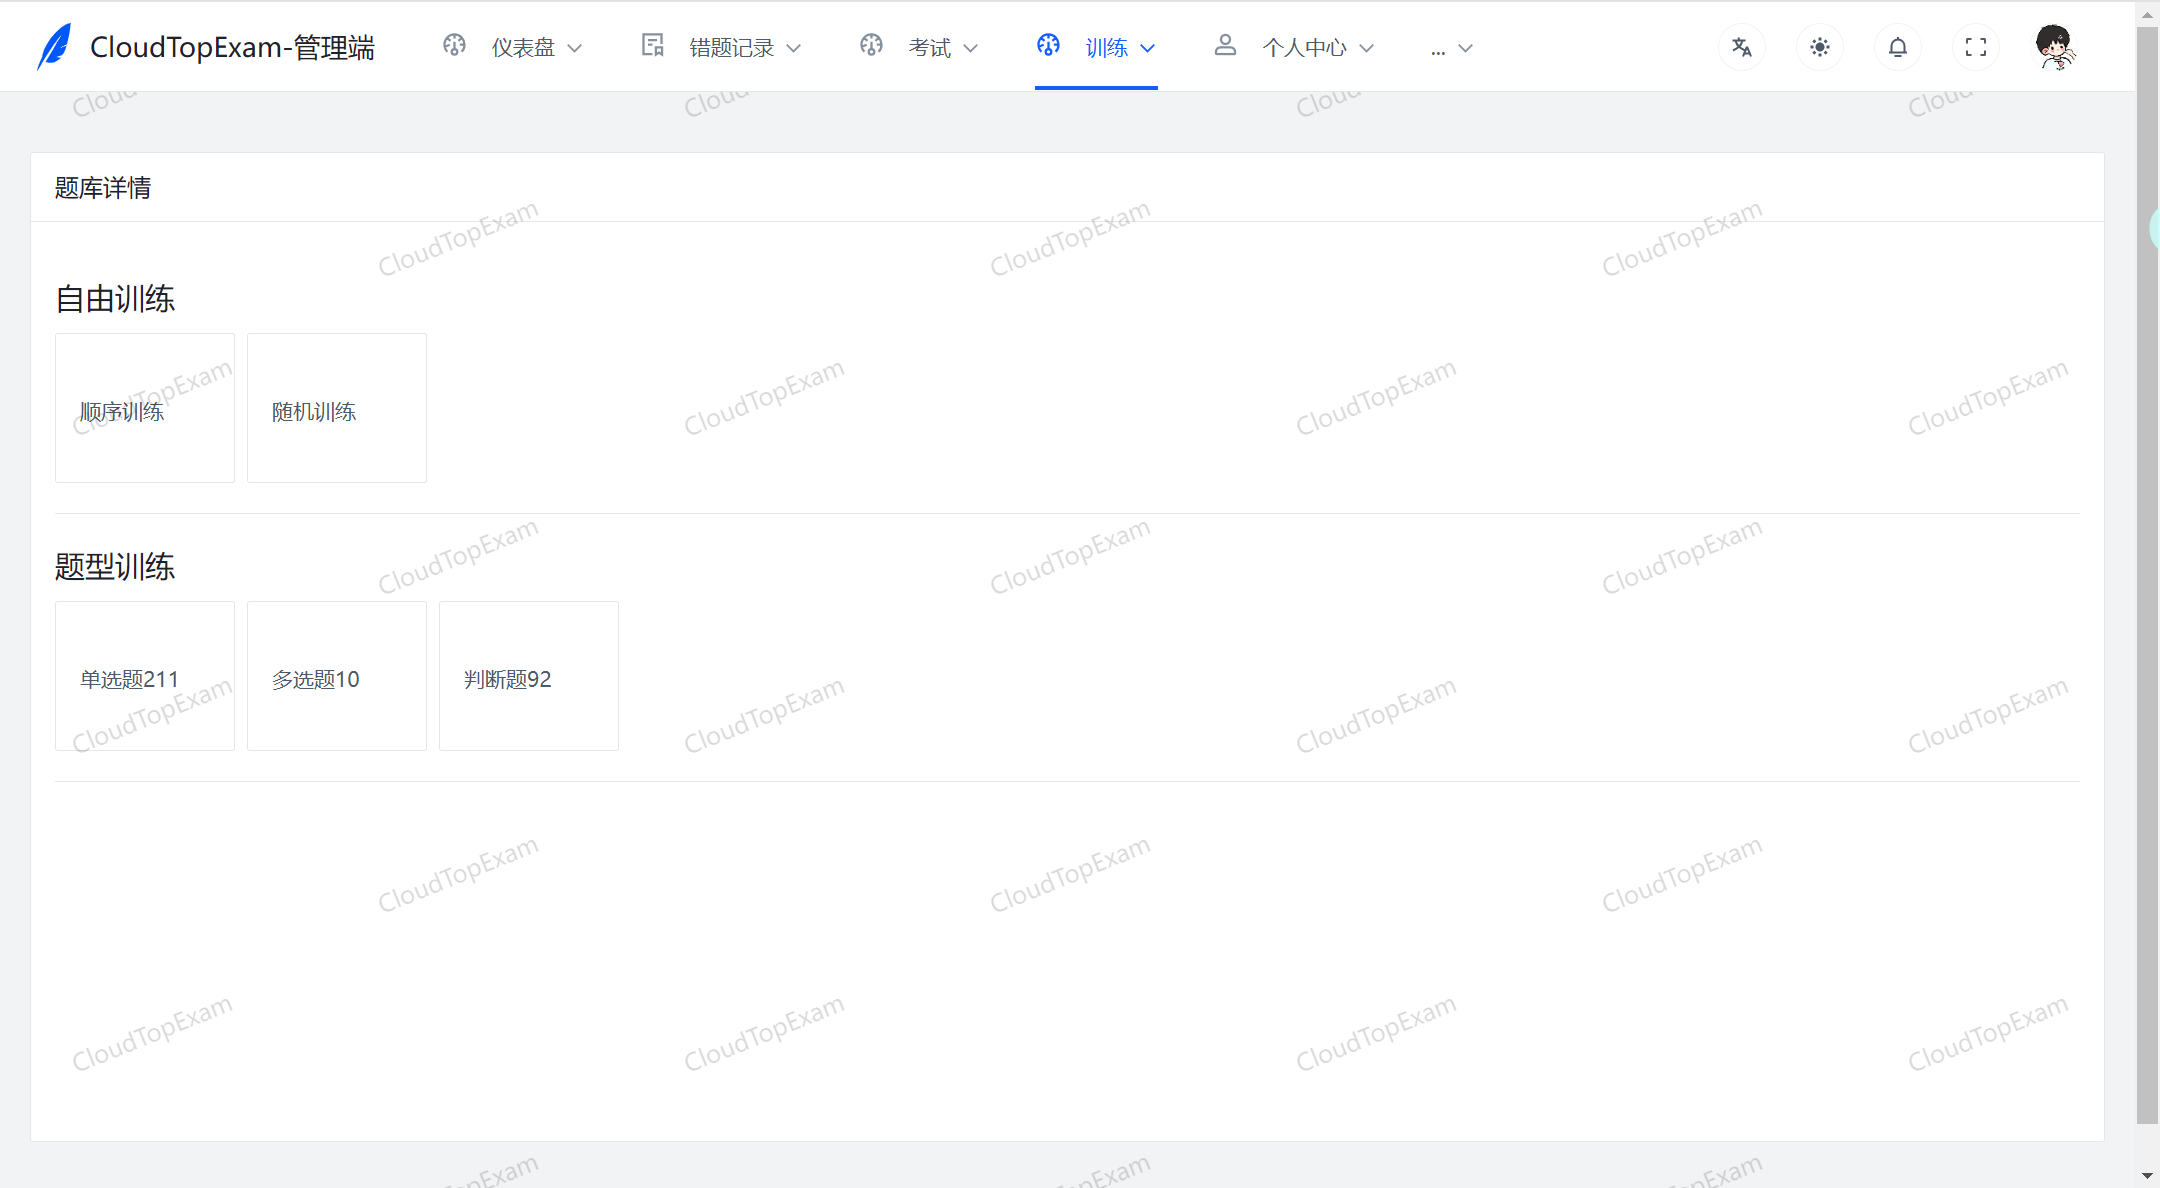 CloudTopExam-管理端 仪表盘 错题记录 考试 训练 个人中心 ...
题库详情
自由训练
顺序训练 随机训练
题型训练
单选题211 多选题10 判断题92
CloudTopExam